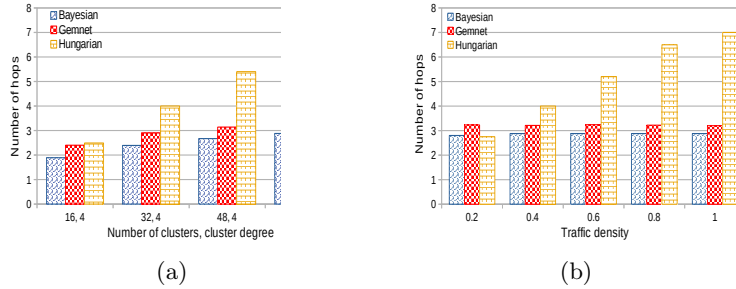 8
7
6
5
4
3
2
1
0
Number of hops
Bayesian
Gemnet
Hungarian
16, 4
32, 4
48, 4
Number of clusters, cluster degree
(a)
8
7
6
5
4
3
2
1
0
Number of hops
Bayesian
Gemnet
Hungarian
0.2
0.4
0.6
0.8
1
Traffic density
(b)